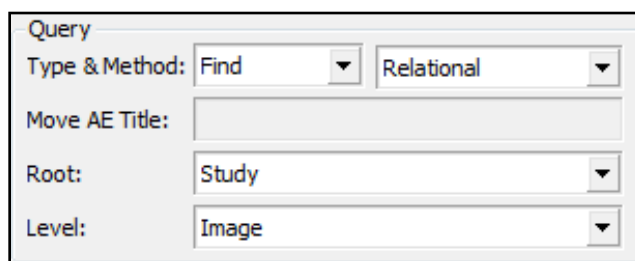 Query
Type & Method: Find Relational
Move AE Title:
Root: Study
Level: Image